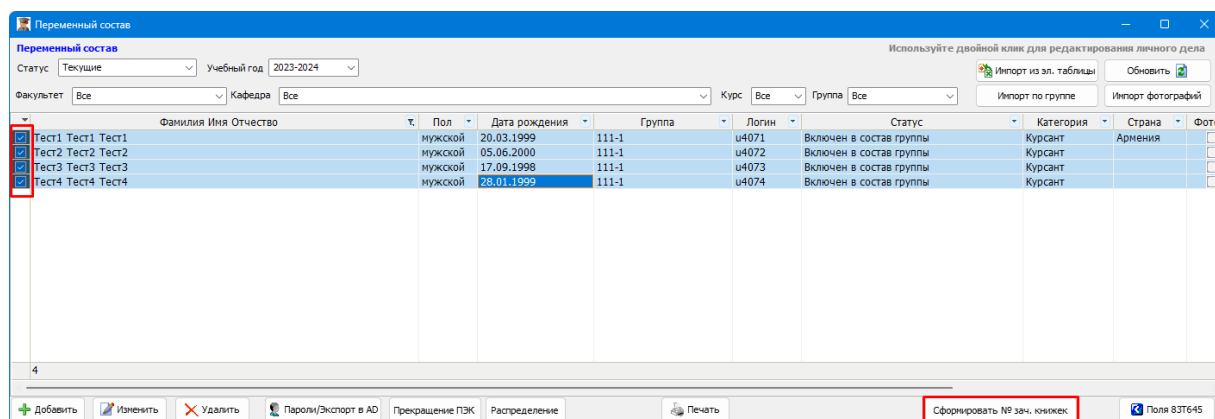 Переменный состав
Переменный состав
Используйте двойной клик для редактирования личного дела
Статус Текущие Учебный год 2023-2024 Импорт из эл. таблицы Обновить
Факультет Все Кафедра Все Курс Все Группа Все Импорт по группе Импорт фотографий
Фамилия Имя Отчество Пол Дата рождения Группа Логин Статус Категория Страна Фот
Тест1 Тест1 Тест1 мужской 20.03.1999 111-1 u4071 Включен в состав группы Курсант Армения
Тест2 Тест2 Тест2 мужской 05.06.2000 111-1 u4072 Включен в состав группы Курсант
Тест3 Тест3 Тест3 мужской 17.09.1998 111-1 u4073 Включен в состав группы Курсант
Тест4 Тест4 Тест4 мужской 28.01.1999 111-1 u4074 Включен в состав группы Курсант
4
Добавить Изменить Удалить Пароли/Экспорт в AD Прекращение ПЭК Распределение Печать Сформировать № зач. книжек Поля 83Т645